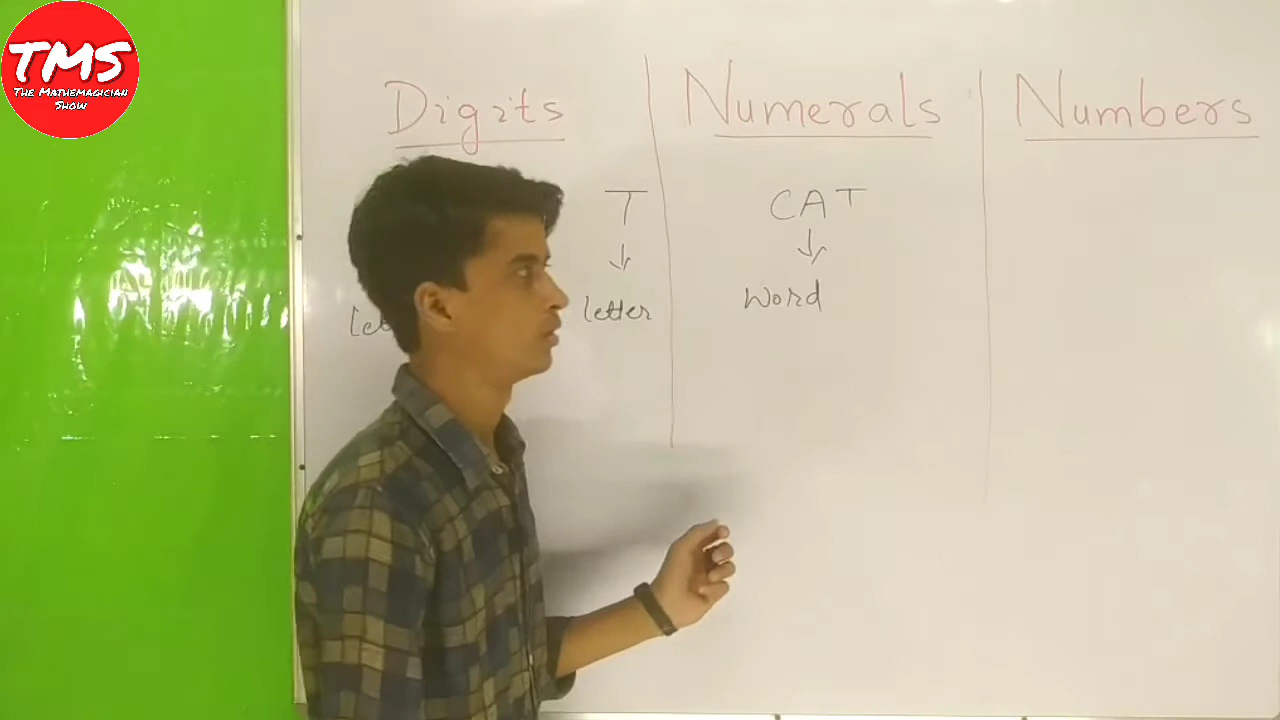 TMS
The Mathemagician
Show
Digits Numerals Numbers
T CAT
letter Word